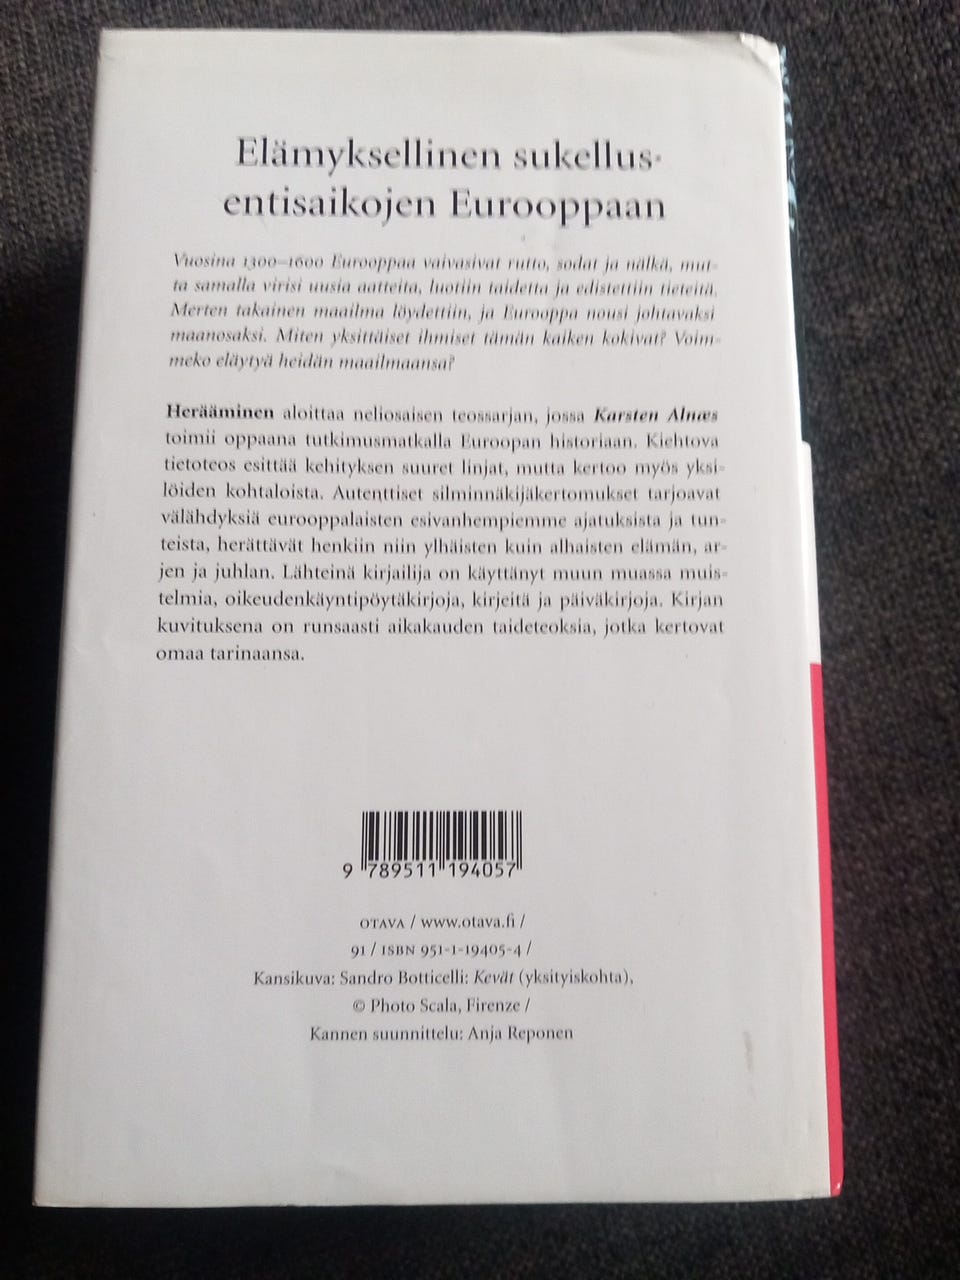 Elämyksellinen sukellus
entisaikojen Eurooppaan
Vuosina 1300–1600 Eurooppaa vaivasivat rutto, sodat ja nälkä, mut-
ta samalla virisi uusia aatteita, luotiin taidetta ja edistettiin tieteitä.
Merten takainen maailma löydettiin, ja Eurooppa nousi johtavaksi
maanosaksi. Miten yksittäiset ihmiset tämän kaiken kokivat? Voim-
meko eläytyä heidän maailmaansa?
Herääminen aloittaa neliosaisen teossarjan, jossa Karsten Alnæs
toimii oppaana tutkimusmatkalla Euroopan historiaan. Kiehtova
tietoteos esittää kehityksen suuret linjat, mutta kertoo myös yksi-
löiden kohtaloista. Autenttiset silminnäkijäkertomukset tarjoavat
välähdyksiä eurooppalaisten esivanhempiemme ajatuksista ja tun-
teista, herättävät henkiin niin ylhäisten kuin alhaisten elämän, ar-
jen ja juhlan. Lähteinä kirjailija on käyttänyt muun muassa muis-
telmia, oikeudenkäyntipöytäkirjoja, kirjeitä ja päiväkirjoja. Kirjan
kuvituksena on runsaasti aikakauden taideteoksia, jotka kertovat
omaa tarinaansa.
9 789511 194057
OTAVA / www.otava.fi /
91 / ISBN 951-1-19405-4 /
Kansikuva: Sandro Botticelli: Kevät (yksityiskohta),
© Photo Scala, Firenze /
Kannen suunnittelu: Anja Reponen